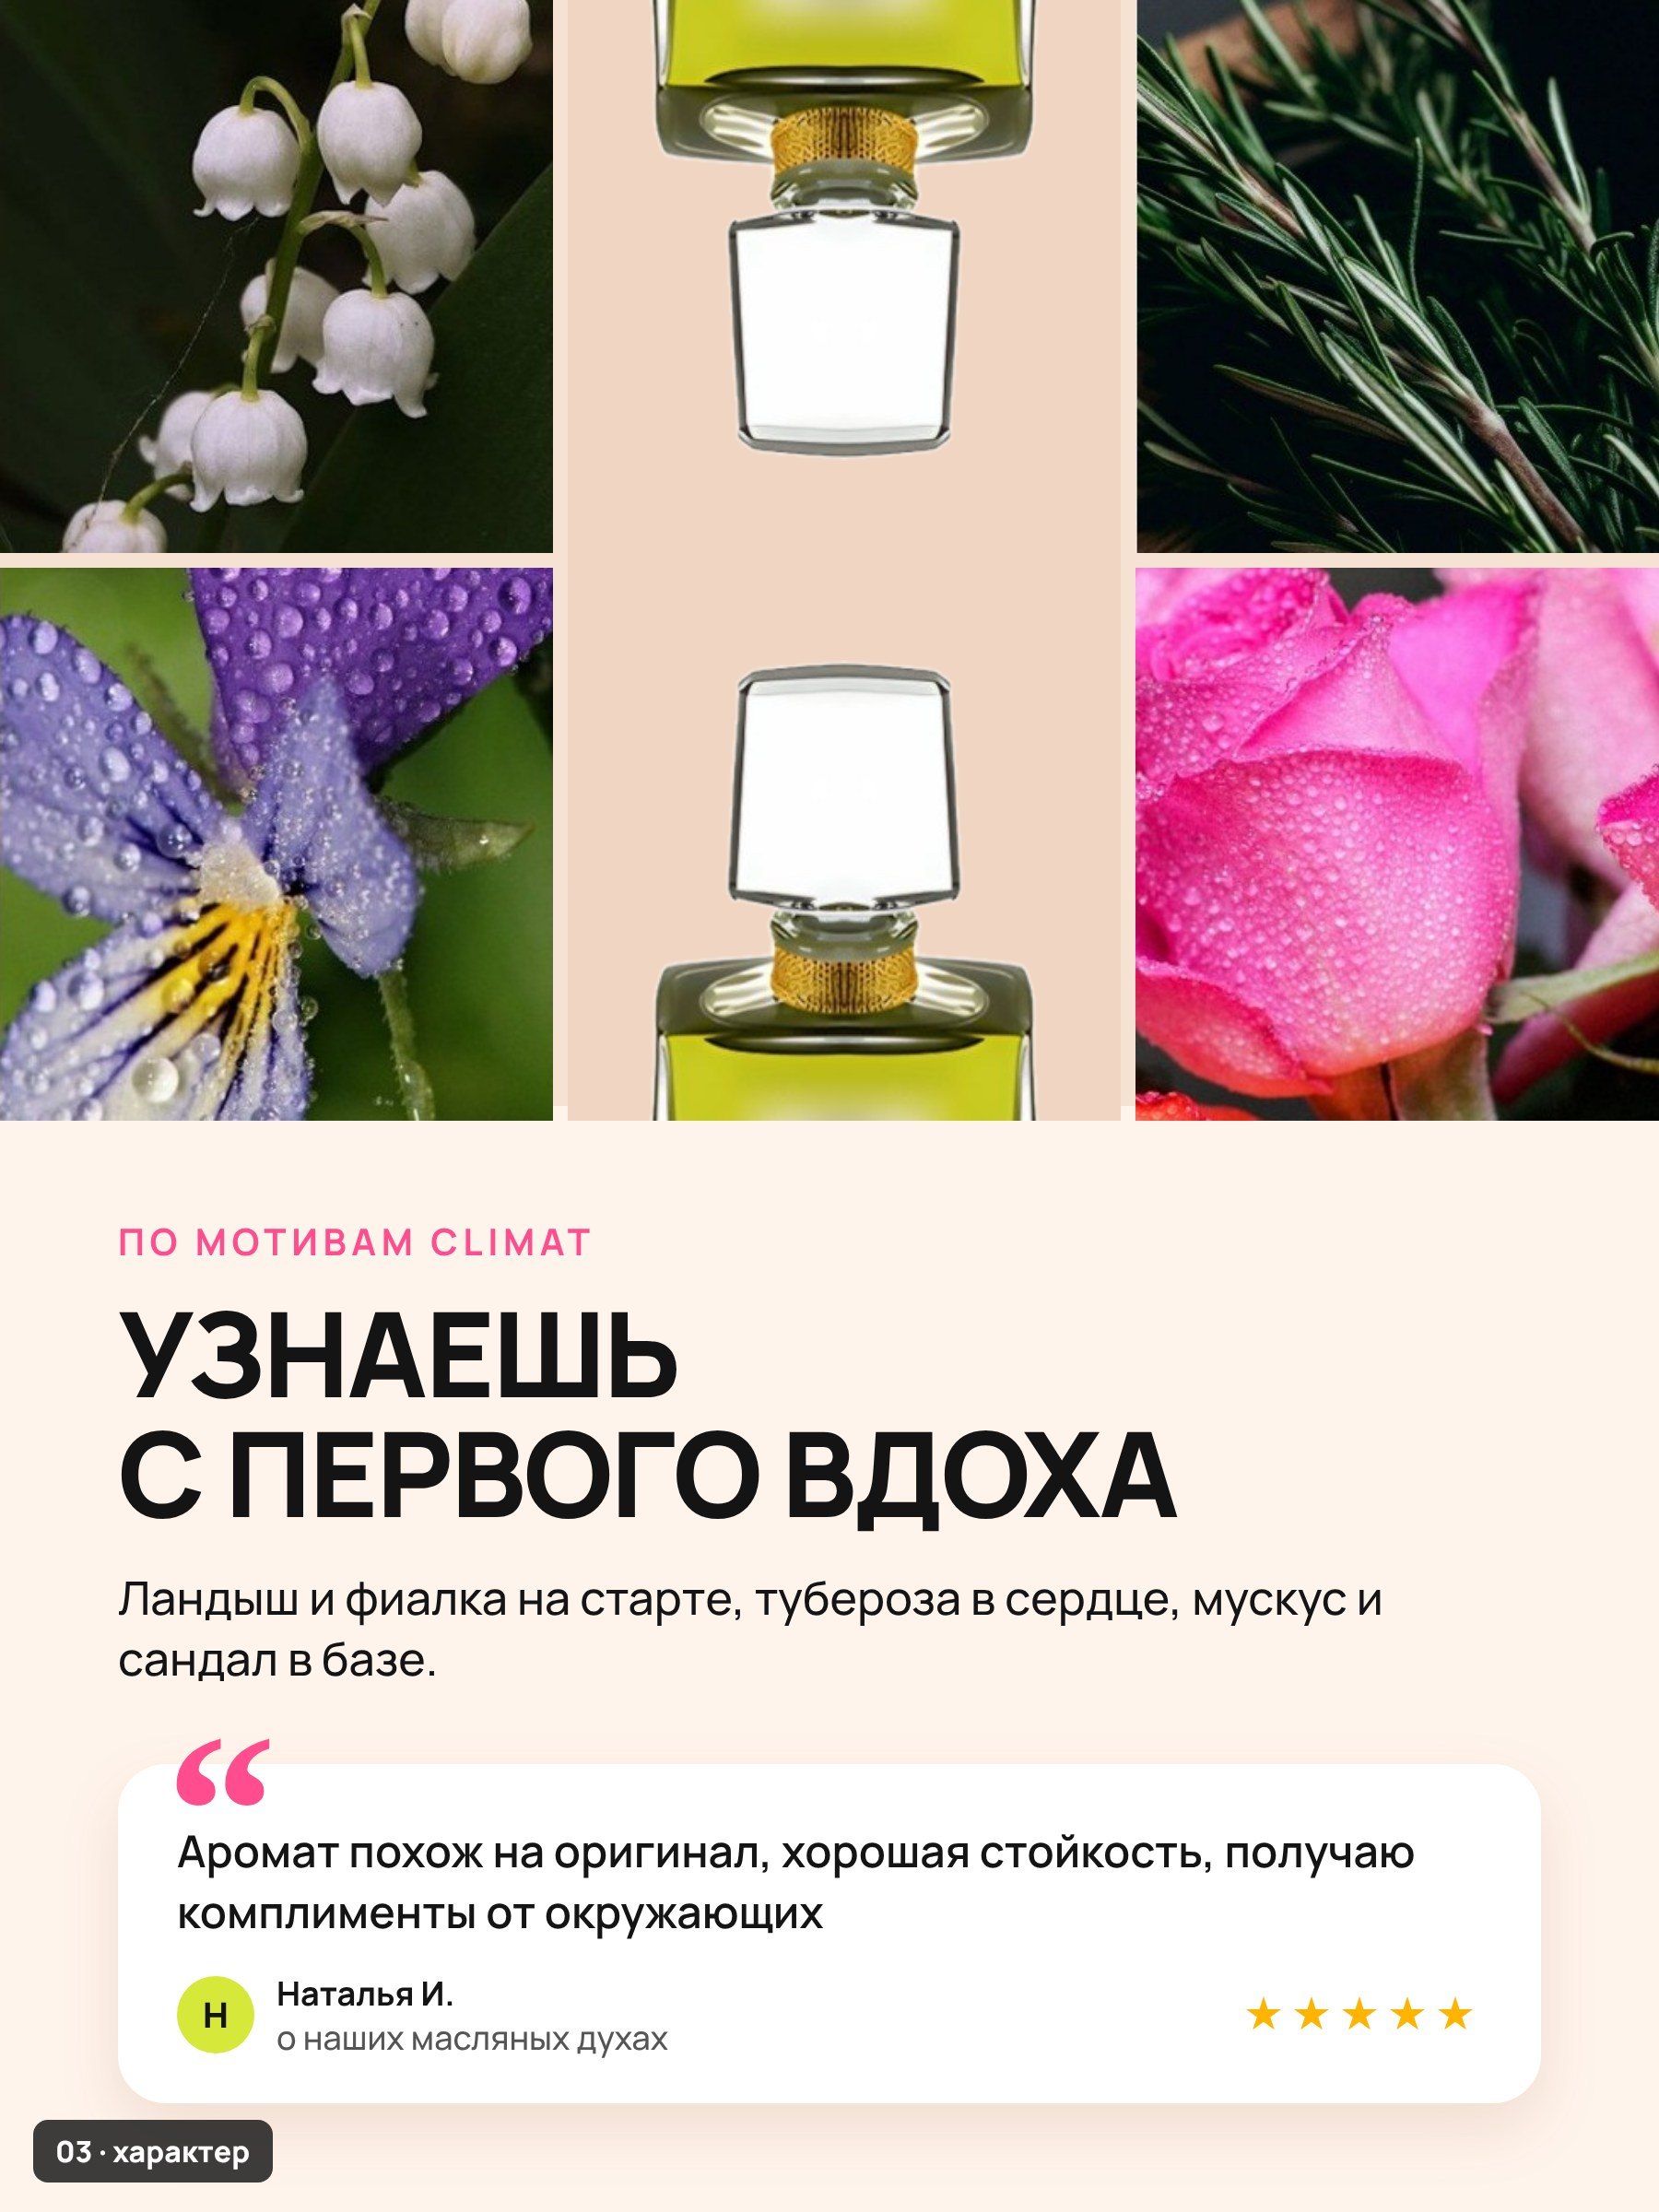 ПО МОТИВАМ CLIMAT
УЗНАЕШЬ
С ПЕРВОГО ВДОХА
Ландыш и фиалка на старте, тубероза в сердце, мускус и
сандал в базе.
“
Аромат похож на оригинал, хорошая стойкость, получаю
комплименты от окружающих
Н
Наталья И.
о наших масляных духах
★★★★★
03 · характер